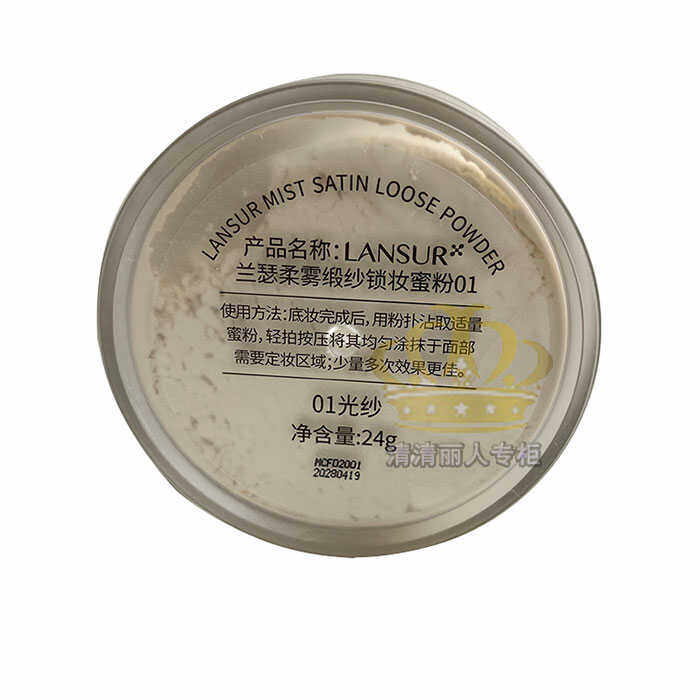 LANSUR MIST SATIN LOOSE POWDER
产品名称:LANSUR
兰瑟柔雾缎纱锁妆蜜粉01
使用方法:底妆完成后,用粉扑沾取适量
蜜粉,轻拍按压将其均匀涂抹于面部
需要定妆区域;少量多次效果更佳。
01光纱
净含量:24g
MCFD2001
20280419
清清丽人专柜